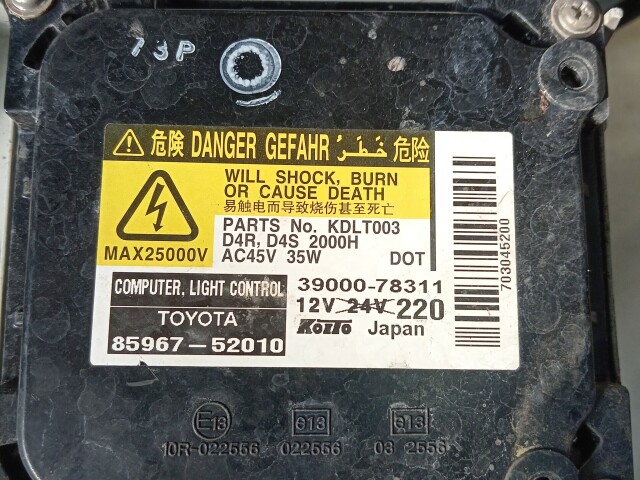 13P
危険 DANGER GEFAHR خَطَرْ 危险
WILL SHOCK, BURN
OR CAUSE DEATH
易触电而导致烧伤甚至死亡
MAX25000V
PARTS No. KDLT003
D4R, D4S 2000H
AC45V 35W DOT
COMPUTER, LIGHT CONTROL
TOYOTA
85967-52010
39000-78311
12V 24V 220
KOITO Japan
703045200
E13 e13 e13
10R-022556 022556 03 2556